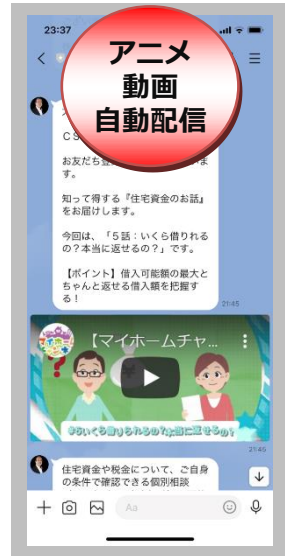 アニメ
動画
自動配信
23:37
CS
お友だち
す。
知って得する『住宅資金のお話』
をお届けします。
今回は、「5話：いくら借りれる
の？本当に返せるの？」です。
【ポイント】借入可能額の最大と
ちゃんと返せる借入額を把握す
る！
21:45
【マイホームチャ...
マイホーム
#5いくら借りられるの?本当に返せるの?
21:45
住宅資金や税金について、ご自身
の条件で確認できる個別相談
Aa